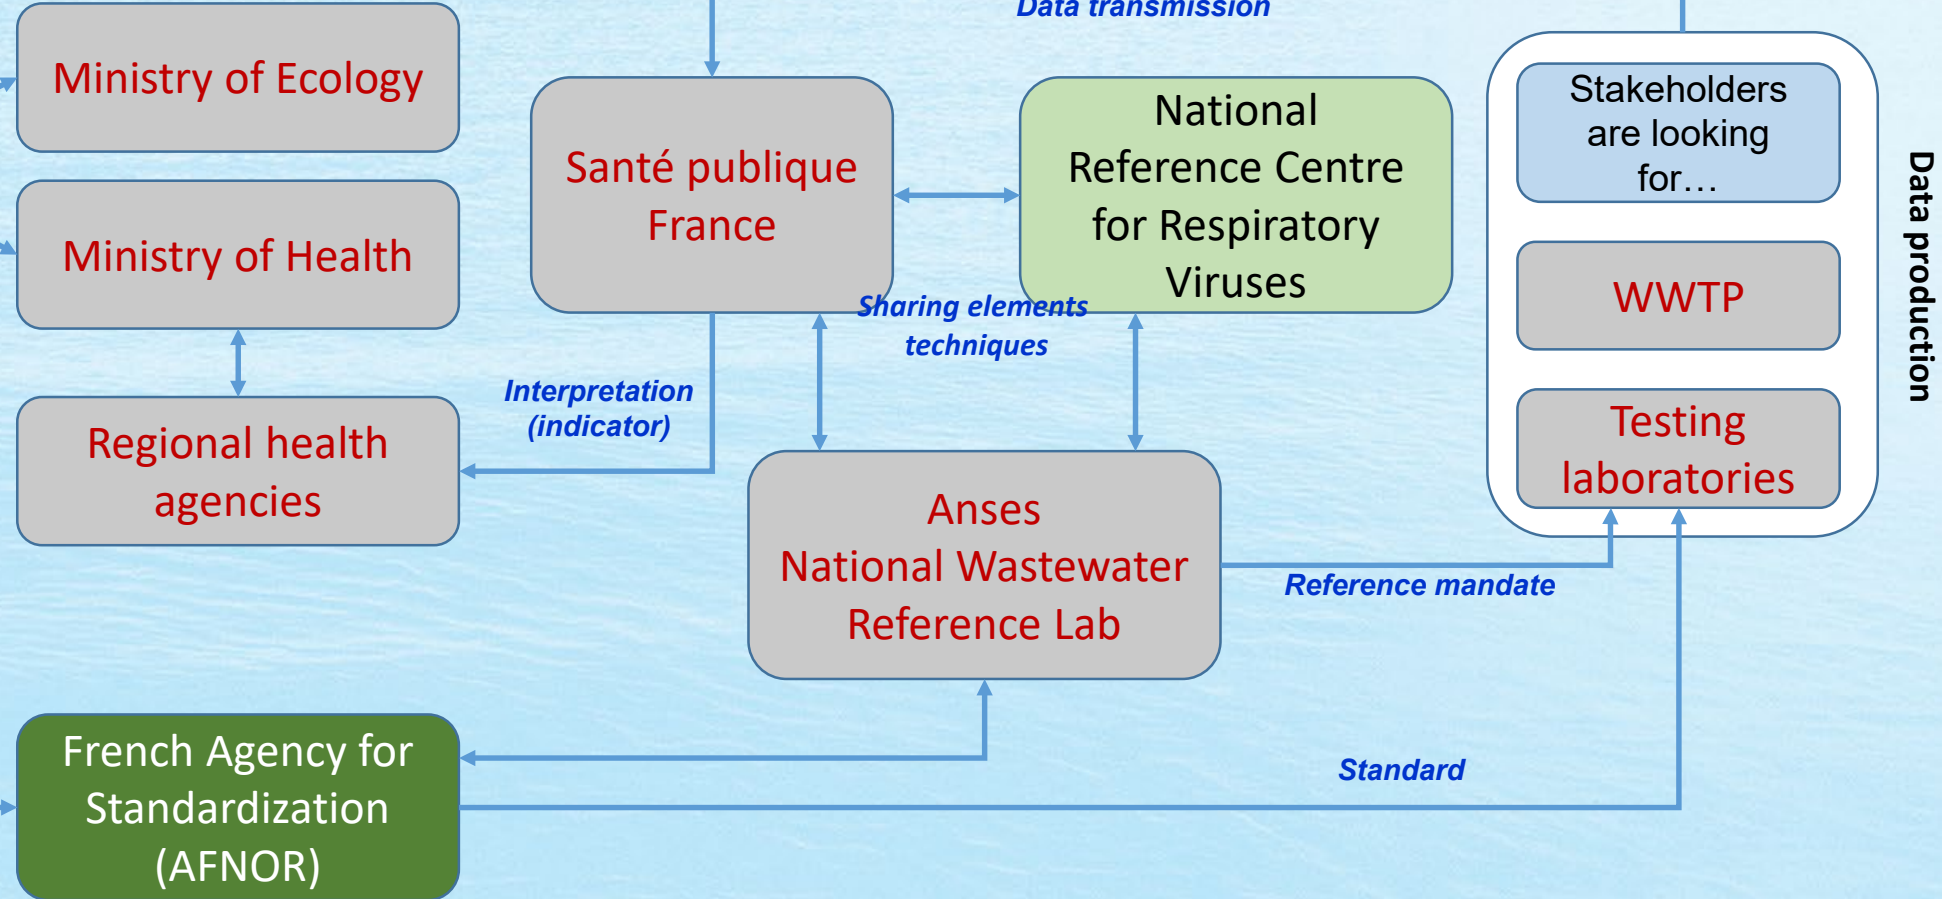 Data transmission
Ministry of Ecology
Ministry of Health
Regional health
agencies
French Agency for
Standardization
(AFNOR)
Santé publique
France
National
Reference Centre
for Respiratory
Viruses
Sharing elements
techniques
Interpretation
(indicator)
Anses
National Wastewater
Reference Lab
Reference mandate
Standard
Stakeholders
are looking
for…
WWTP
Testing
laboratories
Data production